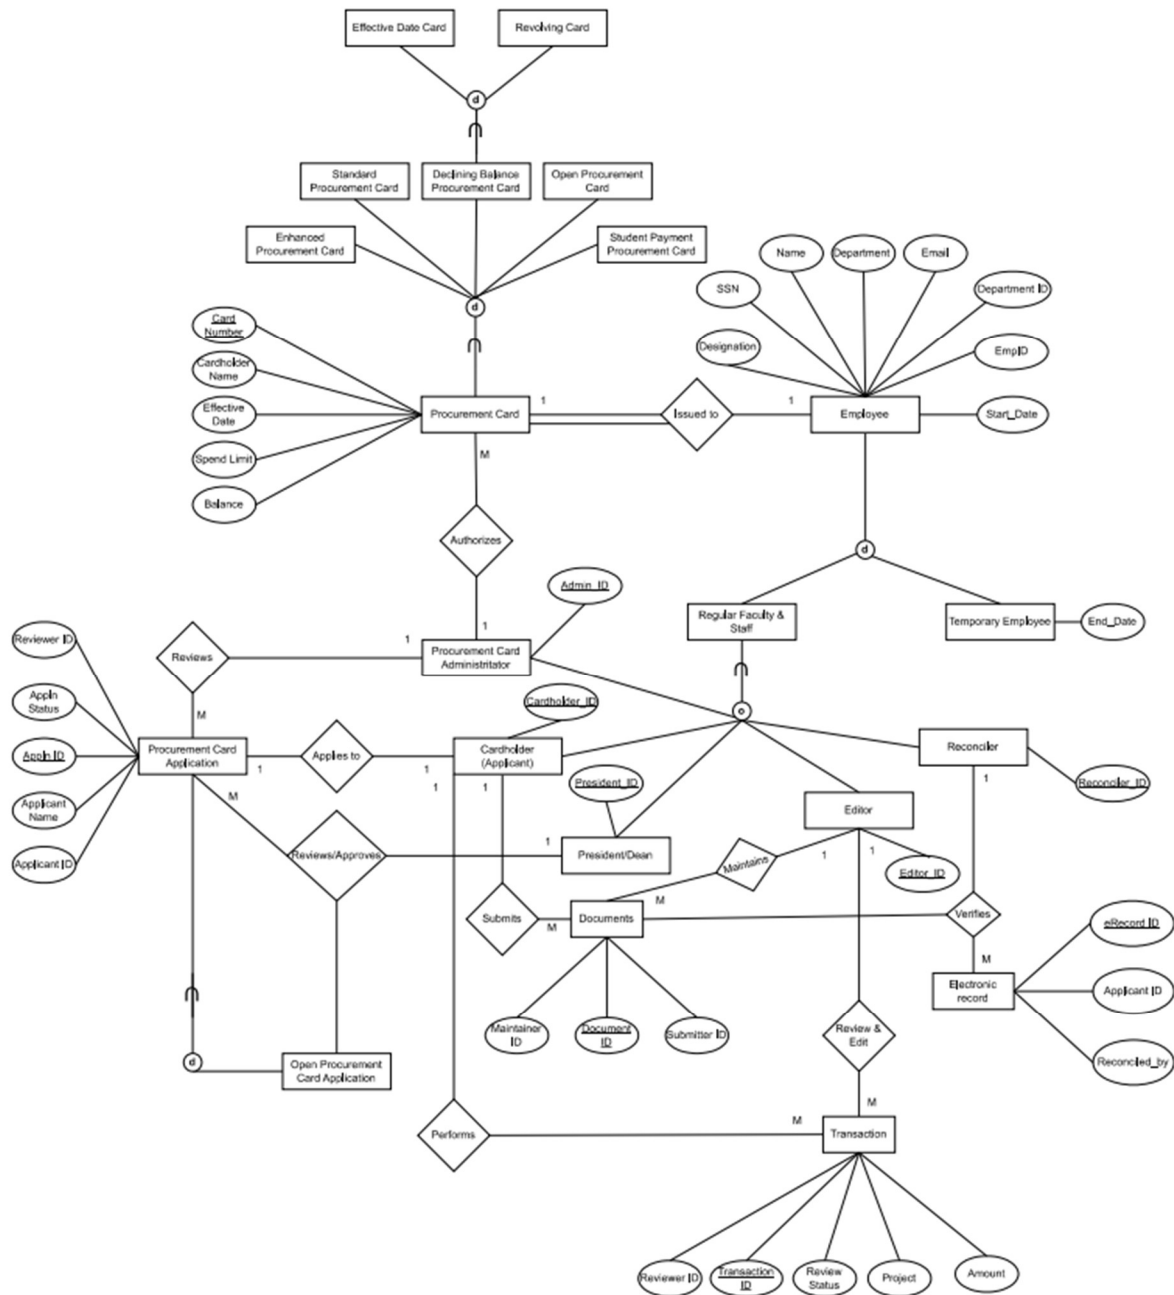 Effective Date Card
Revolving Card
d
Standard
Procurement Card
Declining Balance
Procurement Card
Open Procurement
Card
Enhanced
Procurement Card
Student Payment
Procurement Card
d
Name
Department
Email
SSN
Department ID
Designation
EmpID
Card
Number
Cardholder
Name
Effective
Date
Spend Limit
Balance
Procurement Card
1
Issued to
1
Employee
Start_Date
M
Authorizes
d
Admin_ID
Regular Faculty &
Staff
Temporary Employee
End_Date
1
1
Procurement Card
Administritator
Reviewer ID
Reviews
Appln
Status
M
Cardholder_ID
o
Appln ID
Procurement Card
Application
1
Applies to
1
Cardholder
(Applicant)
Reconciler
Reconciler_ID
M
1
1
President_ID
1
Applicant
Name
Editor
Applicant ID
Reviews/Approves
1
President/Dean
Maintains
1
1
Editor_ID
M
Submits
M
Documents
Verifies
eRecord ID
M
Electronic
record
Applicant ID
Maintainer
ID
Document
ID
Submitter ID
Review &
Edit
Reconciled_by
d
Open Procurement
Card Application
M
Performs
M
Transaction
Reviewer ID
Transaction
ID
Review
Status
Project
Amount